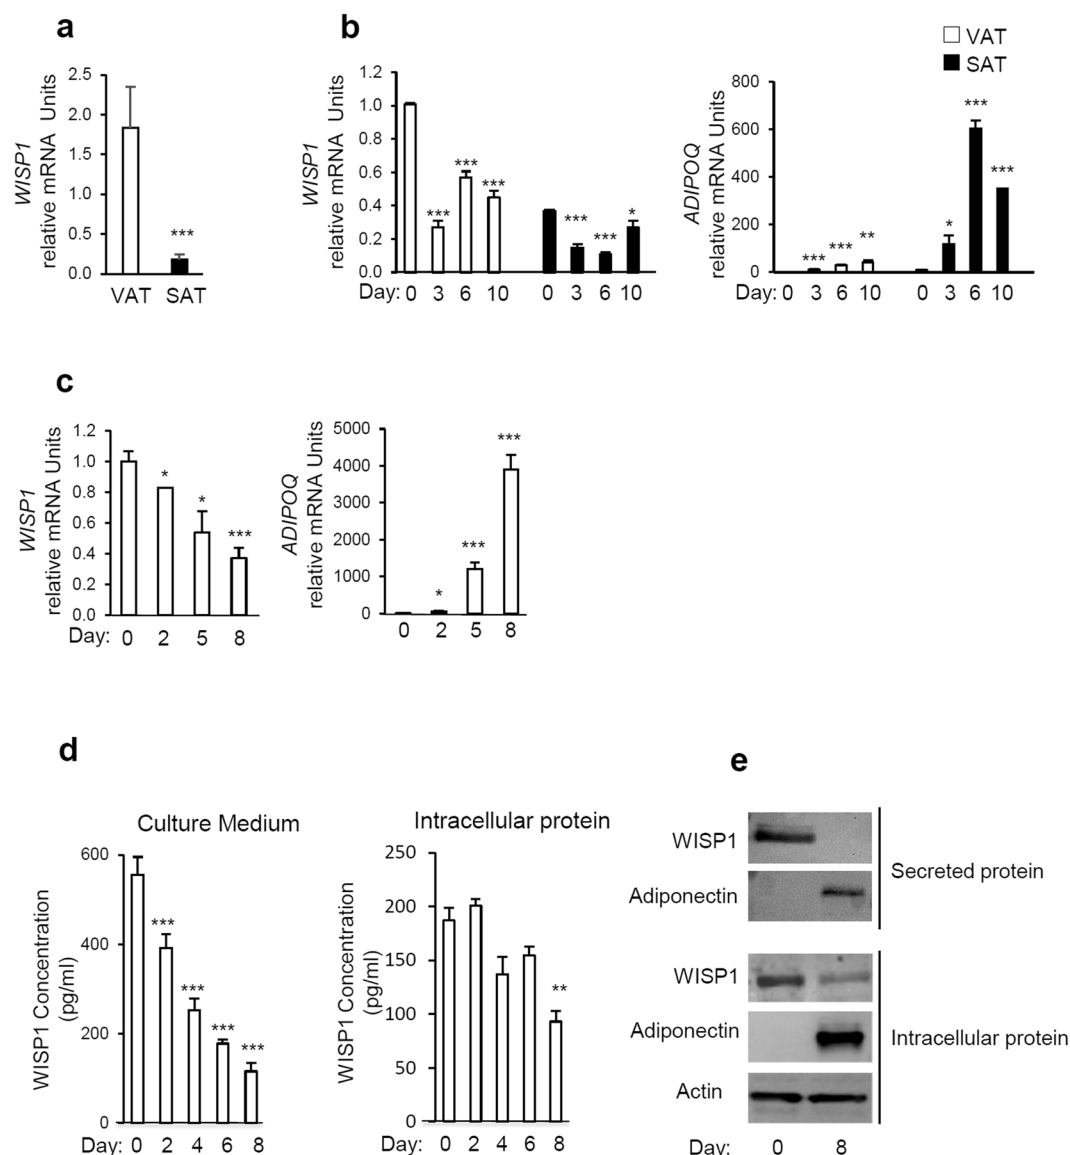 a
WISP1
relative mRNA Units
2.5
2.0
1.5
1.0
0.5
0.0
***
VAT SAT
b
WISP1
relative mRNA Units
1.2
1.0
0.8
0.6
0.4
0.2
0.0
***
***
***
***
***
*
Day: 0 3 6 10 0 3 6 10
VAT
SAT
ADIPOQ
relative mRNA Units
800
600
400
200
0
***
***
**
*
***
***
Day: 0 3 6 10 0 3 6 10
c
WISP1
relative mRNA Units
1.2
1.0
0.8
0.6
0.4
0.2
0.0
*
*
***
Day: 0 2 5 8
ADIPOQ
relative mRNA Units
5000
4000
3000
2000
1000
0
*
***
***
0 2 5 8
d
Culture Medium
WISP1 Concentration
(pg/ml)
600
400
200
0
***
***
***
***
Day: 0 2 4 6 8
Intracellular protein
WISP1 Concentration
(pg/ml)
250
200
150
100
50
0
**
Day: 0 2 4 6 8
e
WISP1
Adiponectin
Secreted protein
WISP1
Adiponectin
Actin
Intracellular protein
Day: 0 8